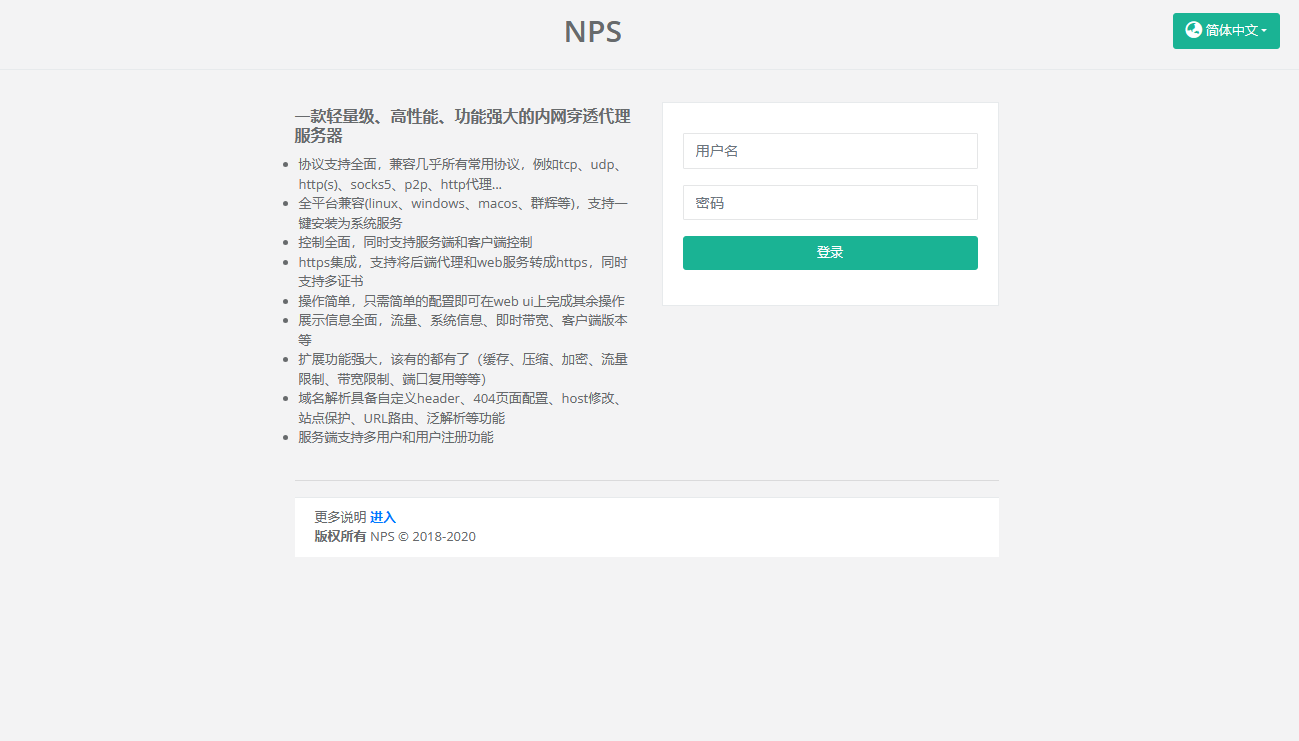 NPS
简体中文
一款轻量级、高性能、功能强大的内网穿透代理
服务器
协议支持全面，兼容几乎所有常用协议，例如tcp、udp、
http(s)、socks5、p2p、http代理...
全平台兼容(linux、windows、macos、群辉等)，支持一
键安装为系统服务
控制全面，同时支持服务端和客户端控制
https集成，支持将后端代理和web服务转成https，同时
支持多证书
操作简单，只需简单的配置即可在web ui上完成其余操作
展示信息全面，流量、系统信息、即时带宽、客户端版本
等
扩展功能强大，该有的都有了（缓存、压缩、加密、流量
限制、带宽限制、端口复用等等）
域名解析具备自定义header、404页面配置、host修改、
站点保护、URL路由、泛解析等功能
服务端支持多用户和用户注册功能
用户名
密码
登录
更多说明 进入
版权所有 NPS © 2018-2020